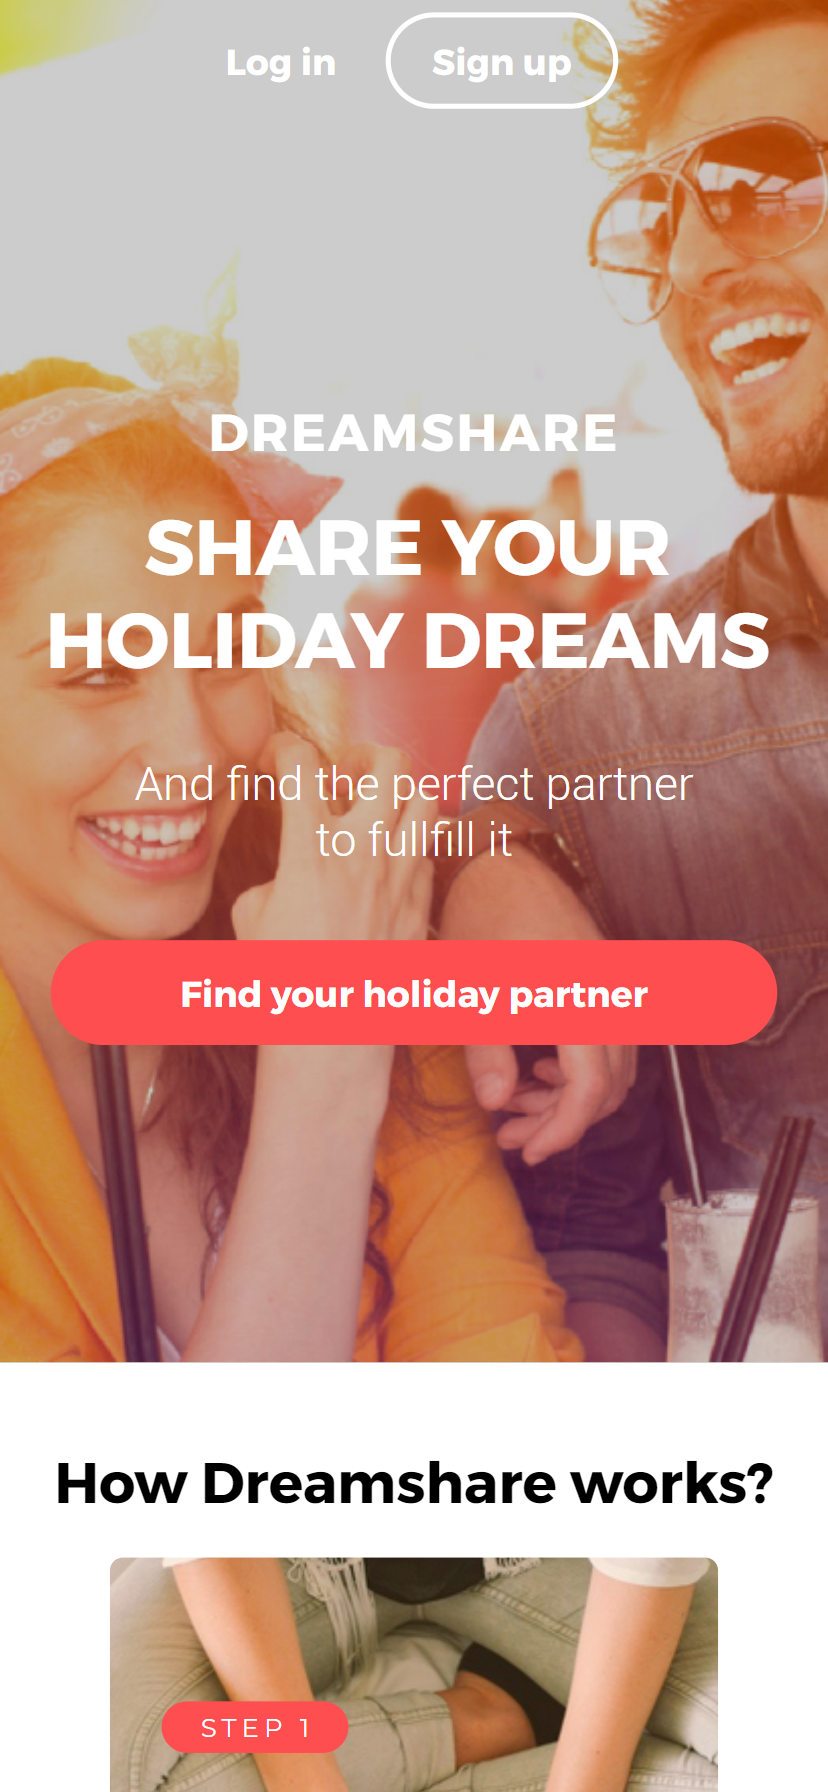 Log in
Sign up
DREAMSHARE
SHARE YOUR
HOLIDAY DREAMS
And find the perfect partner
to fullfill it
Find your holiday partner
How Dreamshare works?
STEP 1